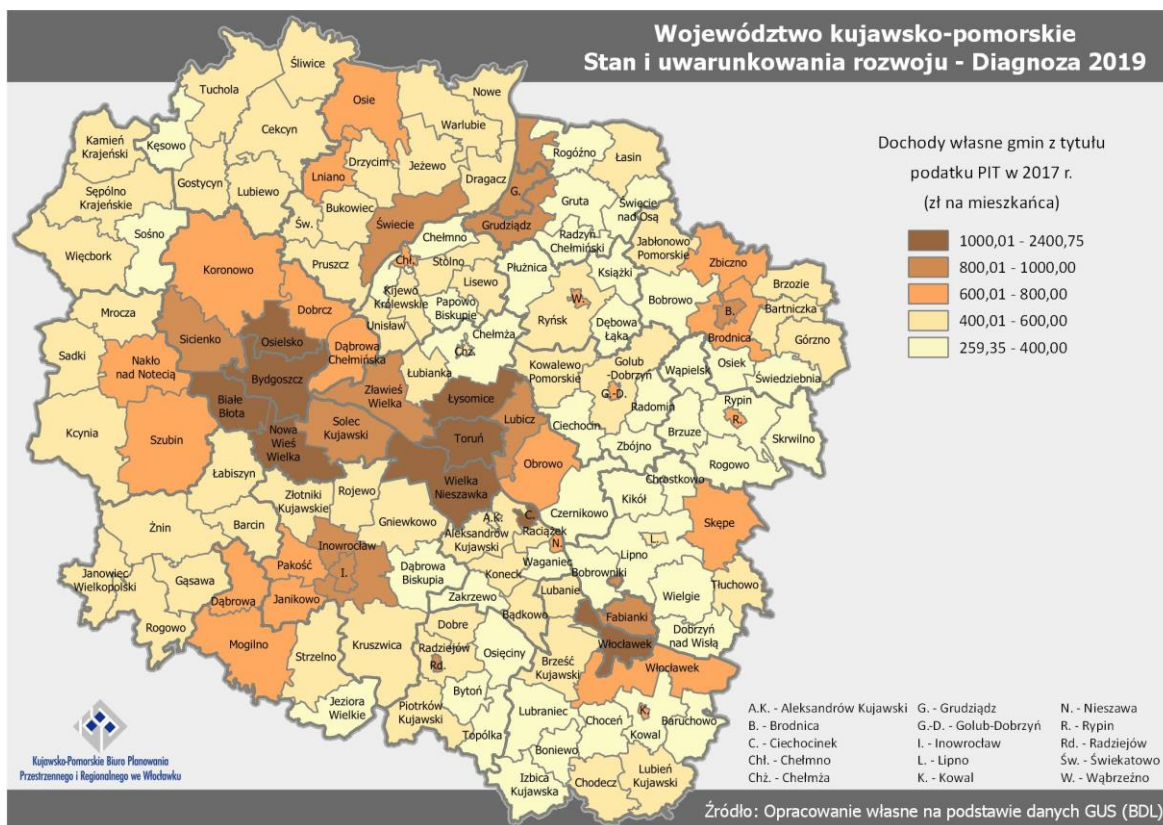 Województwo kujawsko-pomorskie
Stan i uwarunkowania rozwoju - Diagnoza 2019
Dochody własne gmin z tytułu
podatku PIT w 2017 r.
(zł na mieszkańca)
1000,01 - 2400,75
800,01 - 1000,00
600,01 - 800,00
400,01 - 600,00
259,35 - 400,00
Śliwice
Tuchola
Osie
Nowe
Cekcyn
Warlubie
Kamień
Krajeński
Kęsowo
Rogóźno
Łasin
Drzycim
Jeżewo
Lniano
Dragacz
G.
Sępólno
Krajeńskie
Gostycyn
Lubiewo
Bukowiec
Gruta
Święcie
nad Osą
Św.
Świecie
Grudziądz
Sośno
Chełmno
Radzyń
Chełmiński
Jabłonowo
Pomorskie
Więcbork
Koronowo
Pruszcz
Chł.
Stolno
Płużnica
Książki
Zbiczno
Lisewo
Kijewo
Królewskie
Papowo
Biskupie
W.
Bobrowo
Brzozie
Bartniczka
Mrocza
Dobrcz
Unisław
Ryńsk
Dębowa
Łąka
B.
Brodnica
Górzno
Sicienko
Osielsko
Dąbrowa
Chełmińska
Chełmża
Chż.
Sadki
Nakło
nad Notecią
Łubianka
Kowalewo
Pomorskie
Golub
-Dobrzyń
Wąpielsk
Osiek
Świedziebnia
Bydgoszcz
Zławieś
Wielka
G.-D.
Białe
Błota
Łysomice
Lubicz
Radomin
Rypin
R.
Kcynia
Szubin
Nowa
Wieś
Wielka
Solec
Kujawski
Toruń
Ciechocin
Brzuze
Skrwilno
Zbójno
Łabiszyn
Obrowo
Rogowo
Wielka
Nieszawka
Chrostkowo
Złotniki
Kujawskie
Rojewo
Kikół
Czernikowo
Skępe
Żnin
Barcin
Gniewkowo
A.K.
C.
Aleksandrów
Kujawski
Raciążek
N.
L.
Inowrocław
Pakość
I.
Dąbrowa
Biskupia
Waganiec
Lipno
Bobrowniki
Janowiec
Wielkopolski
Gąsawa
Koneck
Tłuchowo
Dąbrowa
Janikowo
Zakrzewo
Lubanie
Wielgie
Rogowo
Bądkowo
Fabianki
Mogilno
Dobre
Dobrzyń
nad Wisłą
Strzelno
Kruszwica
Radziejów
Rd.
Osięciny
Brześć
Kujawski
Włocławek
Włocławek
Jeziora
Wielkie
Piotrków
Kujawski
Bytoń
Lubraniec
Choceń
K.
Kowal
Baruchowo
Topólka
Boniewo
Izbica
Kujawska
Chodecz
Lubień
Kujawski
A.K. - Aleksandrów Kujawski
B. - Brodnica
C. - Ciechocinek
Chł. - Chełmno
Chż. - Chełmża
G. - Grudziądz
G.-D. - Golub-Dobrzyń
I. - Inowrocław
L. - Lipno
K. - Kowal
N. - Nieszawa
R. - Rypin
Rd. - Radziejów
Św. - Świekatowo
W. - Wąbrzeźno
Kujawsko-Pomorskie Biuro Planowania
Przestrzennego i Regionalnego we Włocławku
Źródło: Opracowanie własne na podstawie danych GUS (BDL)